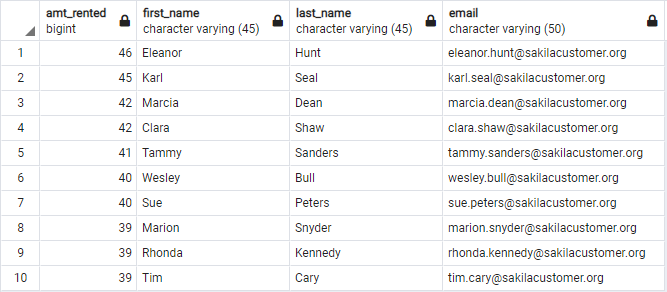 amt_rented first_name last_name email
bigint character varying (45) character varying (45) character varying (50)
1 46 Eleanor Hunt eleanor.hunt@sakilacustomer.org
2 45 Karl Seal karl.seal@sakilacustomer.org
3 42 Marcia Dean marcia.dean@sakilacustomer.org
4 42 Clara Shaw clara.shaw@sakilacustomer.org
5 41 Tammy Sanders tammy.sanders@sakilacustomer.org
6 40 Wesley Bull wesley.bull@sakilacustomer.org
7 40 Sue Peters sue.peters@sakilacustomer.org
8 39 Marion Snyder marion.snyder@sakilacustomer.org
9 39 Rhonda Kennedy rhonda.kennedy@sakilacustomer.org
10 39 Tim Cary tim.cary@sakilacustomer.org